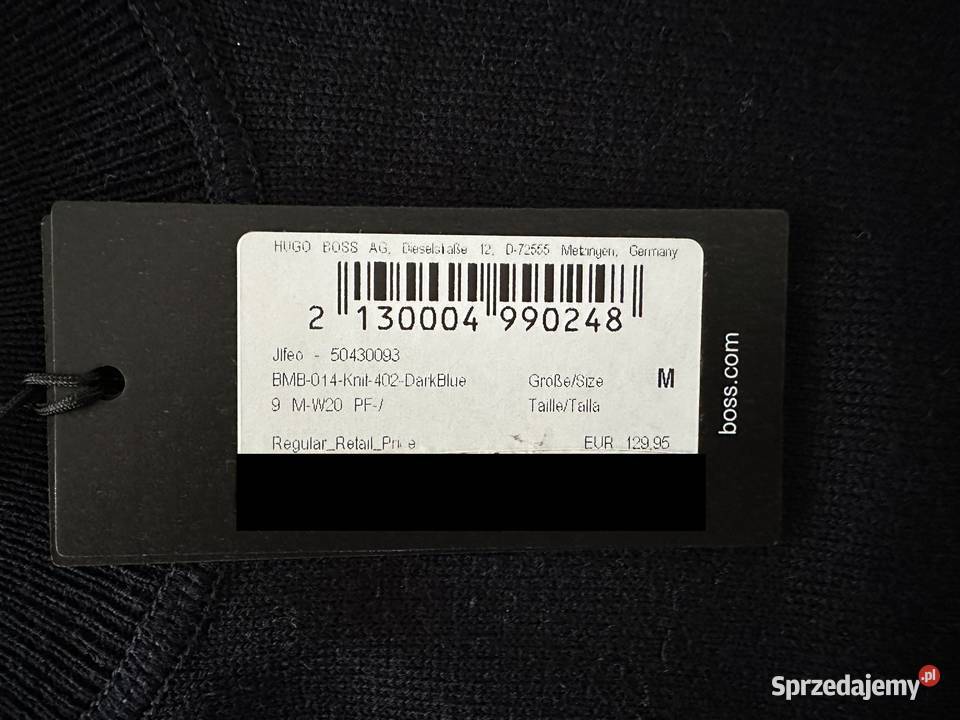 HUGO BOSS AG, Dieselstraße 12, D-72555 Metzingen, Germany
2 130004 990248
Jlfeo - 50430093
BMB-014-Knit-402-DarkBlue Größe/Size M
9 M-W20 PF-/ Taille/Talla
Regular_Retail_Price EUR 129,95
boss.com
Sprzedajemy.pl